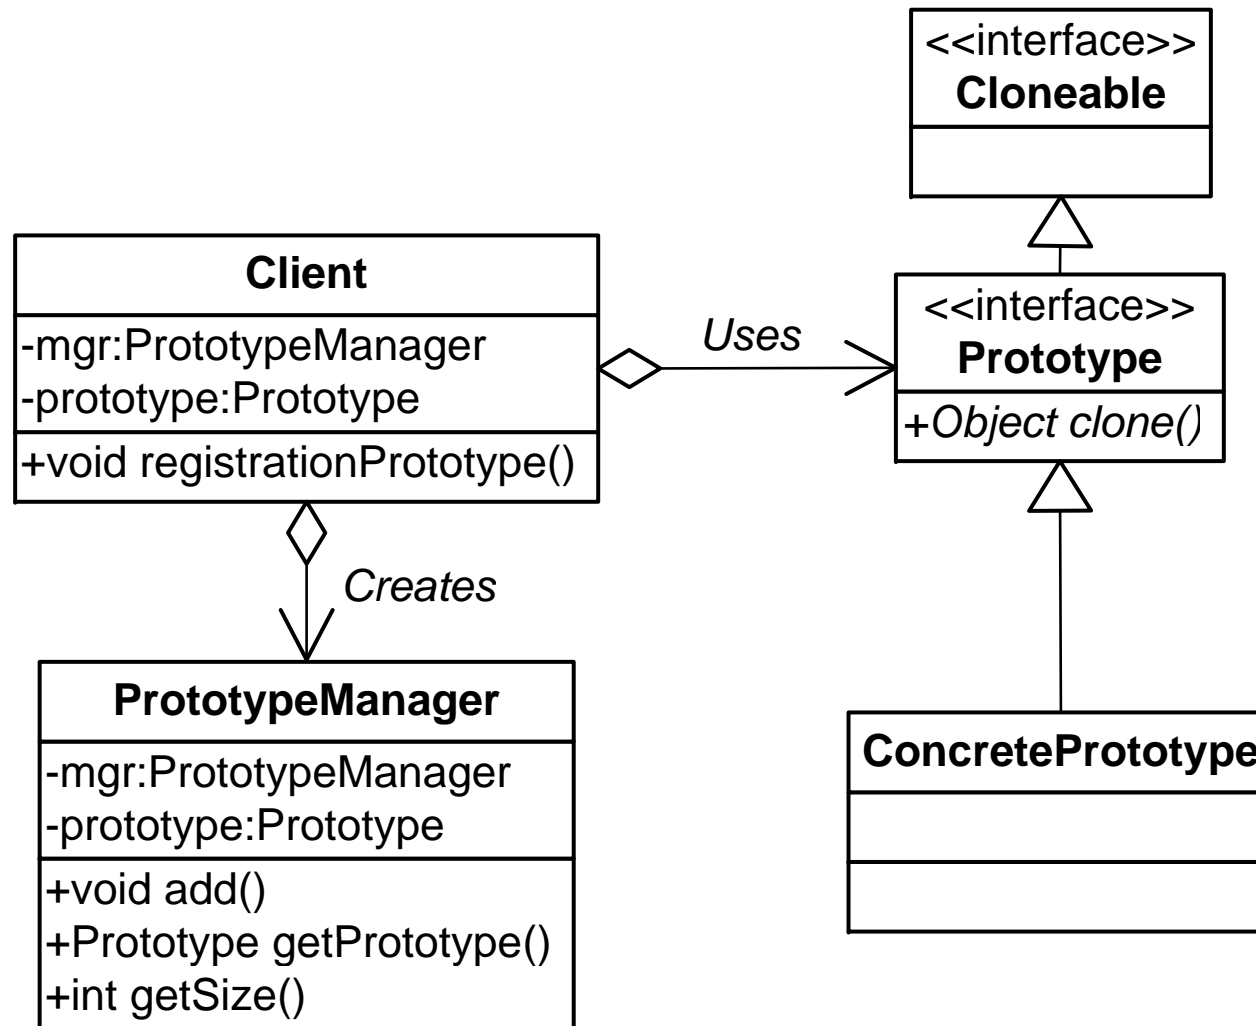 <<interface>>
Cloneable
Client
-mgr:PrototypeManager
-prototype:Prototype
+void registrationPrototype()
Uses
<<interface>>
Prototype
+Object clone()
Creates
PrototypeManager
-mgr:PrototypeManager
-prototype:Prototype
+void add()
+Prototype getPrototype()
+int getSize()
ConcretePrototype